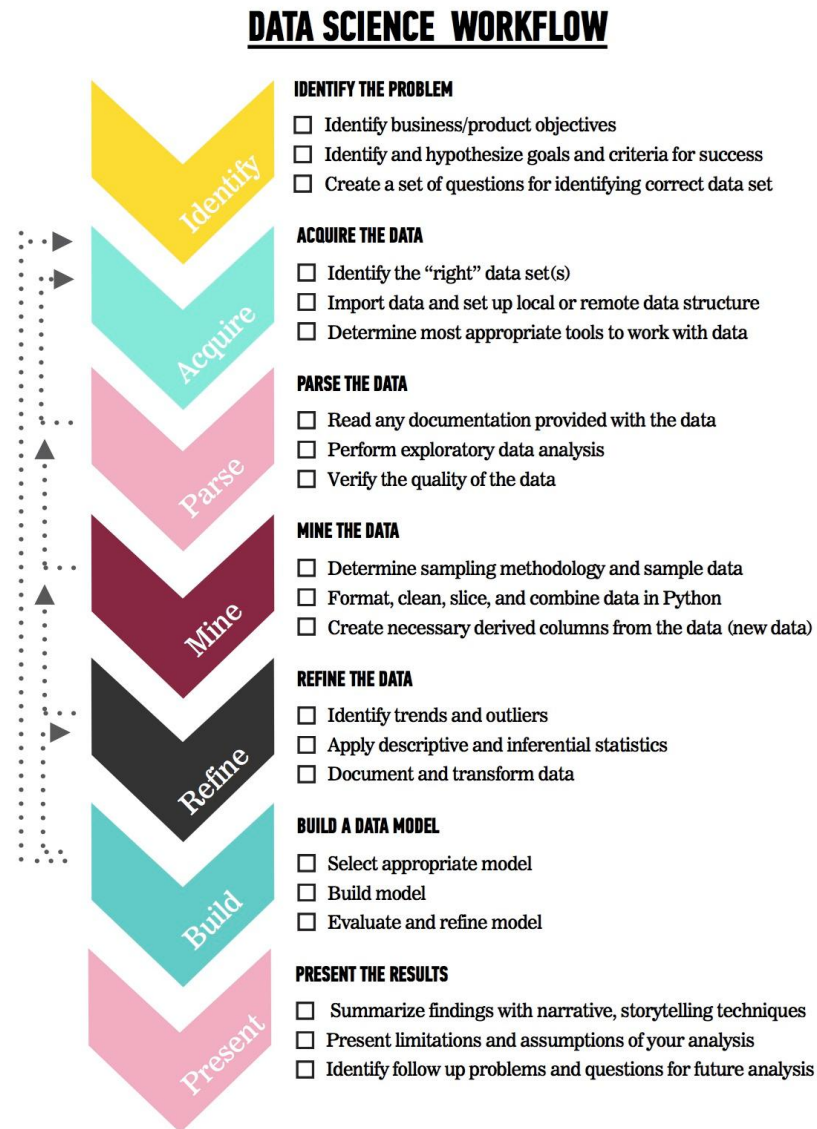 DATA SCIENCE WORKFLOW
Identify
IDENTIFY THE PROBLEM
Identify business/product objectives
Identify and hypothesize goals and criteria for success
Create a set of questions for identifying correct data set
Acquire
ACQUIRE THE DATA
Identify the “right” data set(s)
Import data and set up local or remote data structure
Determine most appropriate tools to work with data
Parse
PARSE THE DATA
Read any documentation provided with the data
Perform exploratory data analysis
Verify the quality of the data
Mine
MINE THE DATA
Determine sampling methodology and sample data
Format, clean, slice, and combine data in Python
Create necessary derived columns from the data (new data)
Refine
REFINE THE DATA
Identify trends and outliers
Apply descriptive and inferential statistics
Document and transform data
Build
BUILD A DATA MODEL
Select appropriate model
Build model
Evaluate and refine model
Present
PRESENT THE RESULTS
Summarize findings with narrative, storytelling techniques
Present limitations and assumptions of your analysis
Identify follow up problems and questions for future analysis